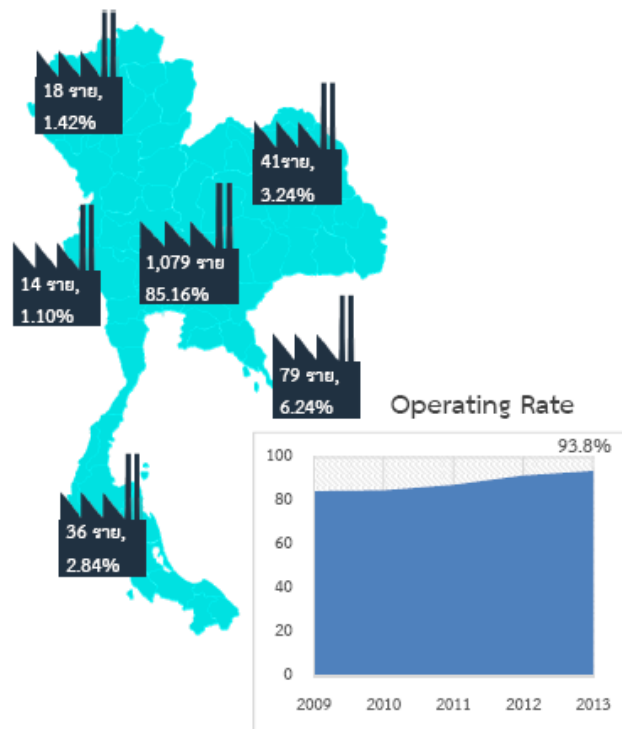 18 ราย,
1.42%
41ราย,
3.24%
1,079 ราย
85.16%
14 ราย,
1.10%
79 ราย,
6.24%
36 ราย,
2.84%
Operating Rate
93.8%
100
80
60
40
20
0
2009 2010 2011 2012 2013